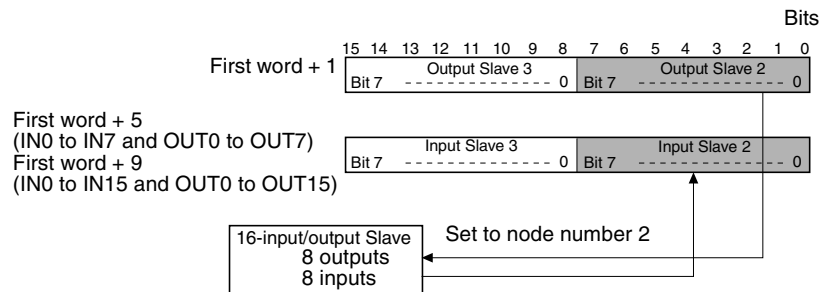 Bits
15 14 13 12 11 10 9 8 7 6 5 4 3 2 1 0
First word + 1
Output Slave 3 Output Slave 2
Bit 7 0 Bit 7 0
First word + 5
(IN0 to IN7 and OUT0 to OUT7)
First word + 9
(IN0 to IN15 and OUT0 to OUT15)
Input Slave 3 Input Slave 2
Bit 7 0 Bit 7 0
16-input/output Slave
8 outputs
8 inputs
Set to node number 2